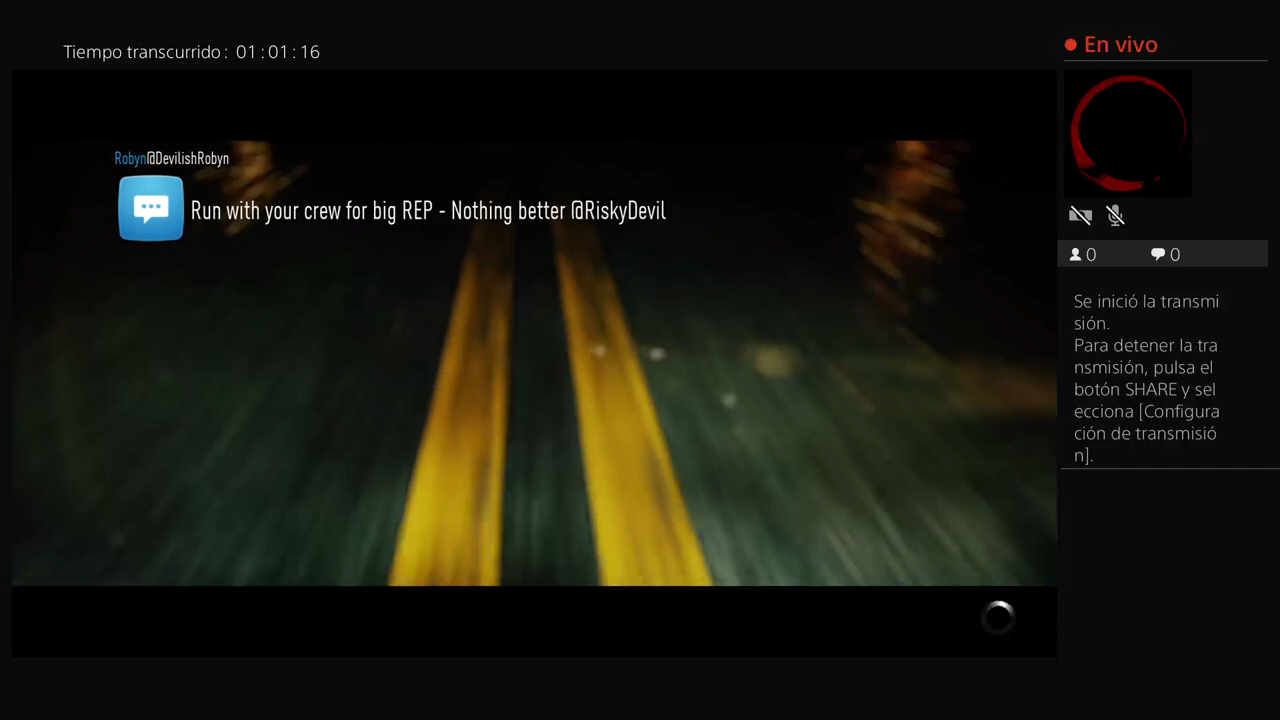 Tiempo transcurrido: 01:01:16
En vivo
Robyn@DevilishRobyn
Run with your crew for big REP - Nothing better @RiskyDevil
0
0
Se inició la transmi
sión.
Para detener la tra
nsmisión, pulsa el
botón SHARE y sel
ecciona [Configura
ción de transmisió
n].